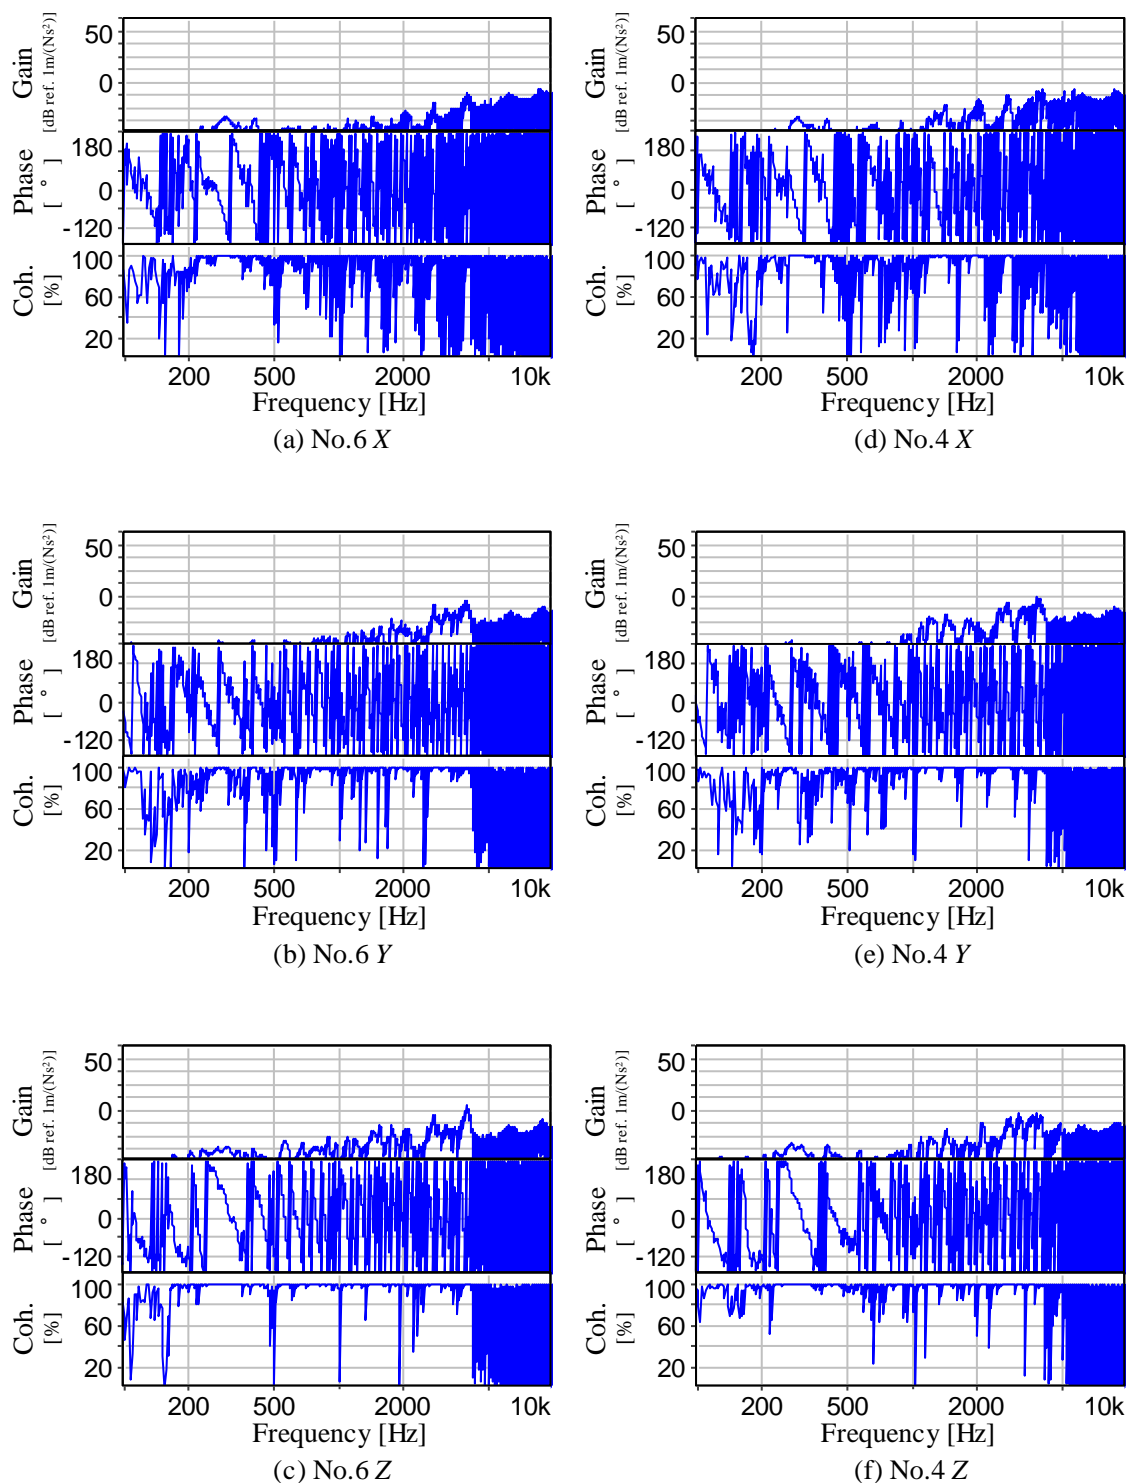 Gain
[dB ref. 1m/(Ns²)]
50
0
Phase
[ ° ]
180
0
-120
Coh.
[%]
100
60
20
200 500 2000 10k
Frequency [Hz]
(a) No.6 X
Gain
[dB ref. 1m/(Ns²)]
50
0
Phase
[ ° ]
180
0
-120
Coh.
[%]
100
60
20
200 500 2000 10k
Frequency [Hz]
(d) No.4 X
Gain
[dB ref. 1m/(Ns²)]
50
0
Phase
[ ° ]
180
0
-120
Coh.
[%]
100
60
20
200 500 2000 10k
Frequency [Hz]
(b) No.6 Y
Gain
[dB ref. 1m/(Ns²)]
50
0
Phase
[ ° ]
180
0
-120
Coh.
[%]
100
60
20
200 500 2000 10k
Frequency [Hz]
(e) No.4 Y
Gain
[dB ref. 1m/(Ns²)]
50
0
Phase
[ ° ]
180
0
-120
Coh.
[%]
100
60
20
200 500 2000 10k
Frequency [Hz]
(c) No.6 Z
Gain
[dB ref. 1m/(Ns²)]
50
0
Phase
[ ° ]
180
0
-120
Coh.
[%]
100
60
20
200 500 2000 10k
Frequency [Hz]
(f) No.4 Z